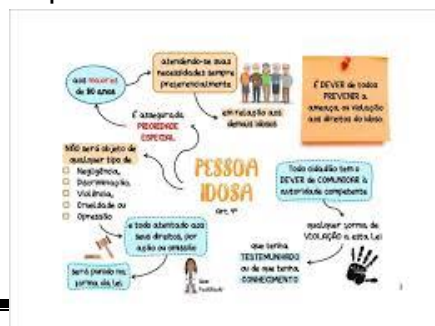 aos maiores
de 80 anos
atendendo-se suas
necessidades sempre
preferencialmente
em relação aos
demais idosos
É assegurada
PRIORIDADE
ESPECIAL
É DEVER de todos
PREVENIR a
ameaça ou violação
aos direitos do idoso
NÃO será objeto de
qualquer tipo de
Negligência,
Discriminação,
Violência,
Crueldade ou
Opressão
e todo atentado aos
seus direitos, por
ação ou omissão
será punido na
forma da lei
PESSOA
IDOSA
Art. 4º
Todo cidadão tem o
DEVER de COMUNICAR à
autoridade competente
qualquer forma de
VIOLAÇÃO a esta Lei
que tenha
TESTEMUNHADO
ou de que tenha
CONHECIMENTO